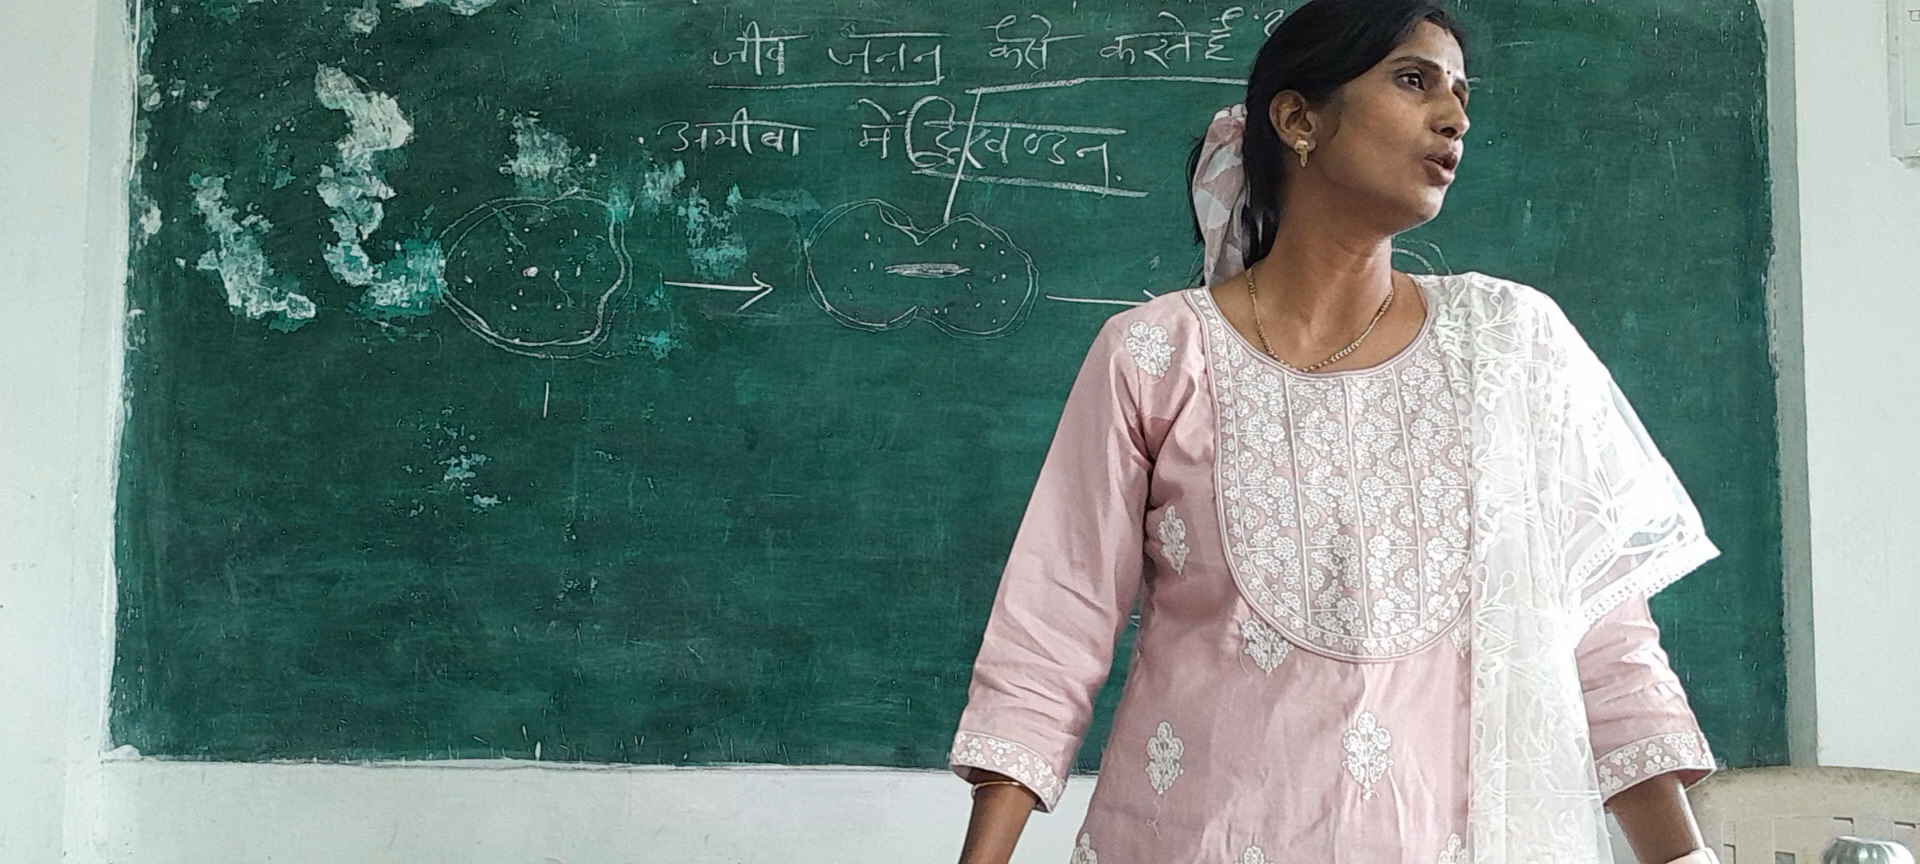 जीव जनन कैसे करते हैं ?
अमीबा में द्विखण्डन